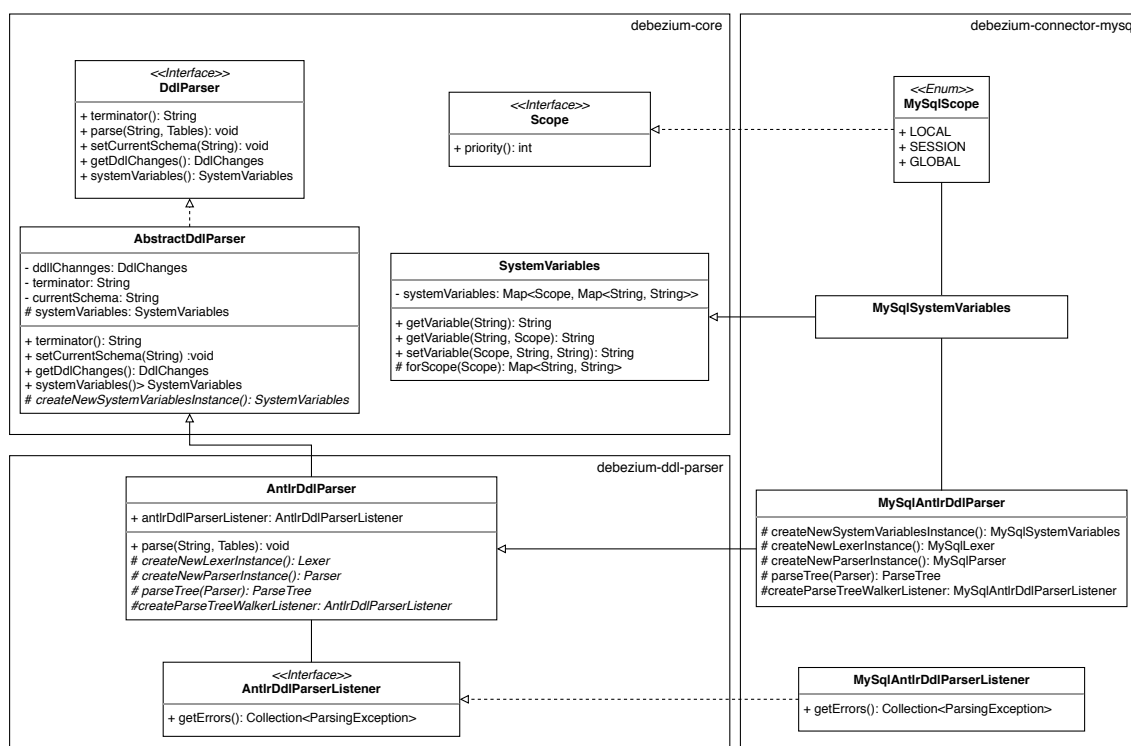 debezium-core
<<Interface>>
DdlParser
+ terminator(): String
+ parse(String, Tables): void
+ setCurrentSchema(String): void
+ getDdlChanges(): DdlChanges
+ systemVariables(): SystemVariables
<<Interface>>
Scope
+ priority(): int
AbstractDdlParser
- ddllChannges: DdlChanges
- terminator: String
- currentSchema: String
# systemVariables: SystemVariables
+ terminator(): String
+ setCurrentSchema(String) :void
+ getDdlChanges(): DdlChanges
+ systemVariables()> SystemVariables
# createNewSystemVariablesInstance(): SystemVariables
SystemVariables
- systemVariables: Map<Scope, Map<String, String>>
+ getVariable(String): String
+ getVariable(String, Scope): String
+ setVariable(Scope, String, String): String
# forScope(Scope): Map<String, String>
debezium-ddl-parser
AntlrDdlParser
+ antlrDdlParserListener: AntlrDdlParserListener
+ parse(String, Tables): void
# createNewLexerInstance(): Lexer
# createNewParserInstance(): Parser
# parseTree(Parser): ParseTree
#createParseTreeWalkerListener: AntlrDdlParserListener
<<Interface>>
AntlrDdlParserListener
+ getErrors(): Collection<ParsingException>
debezium-connector-mysq
<<Enum>>
MySqlScope
+ LOCAL
+ SESSION
+ GLOBAL
MySqlSystemVariables
MySqlAntlrDdlParser
# createNewSystemVariablesInstance(): MySqlSystemVariables
# createNewLexerInstance(): MySqlLexer
# createNewParserInstance(): MySqlParser
# parseTree(Parser): ParseTree
#createParseTreeWalkerListener: MySqlAntlrDdlParserListener
MySqlAntlrDdlParserListener
+ getErrors(): Collection<ParsingException>